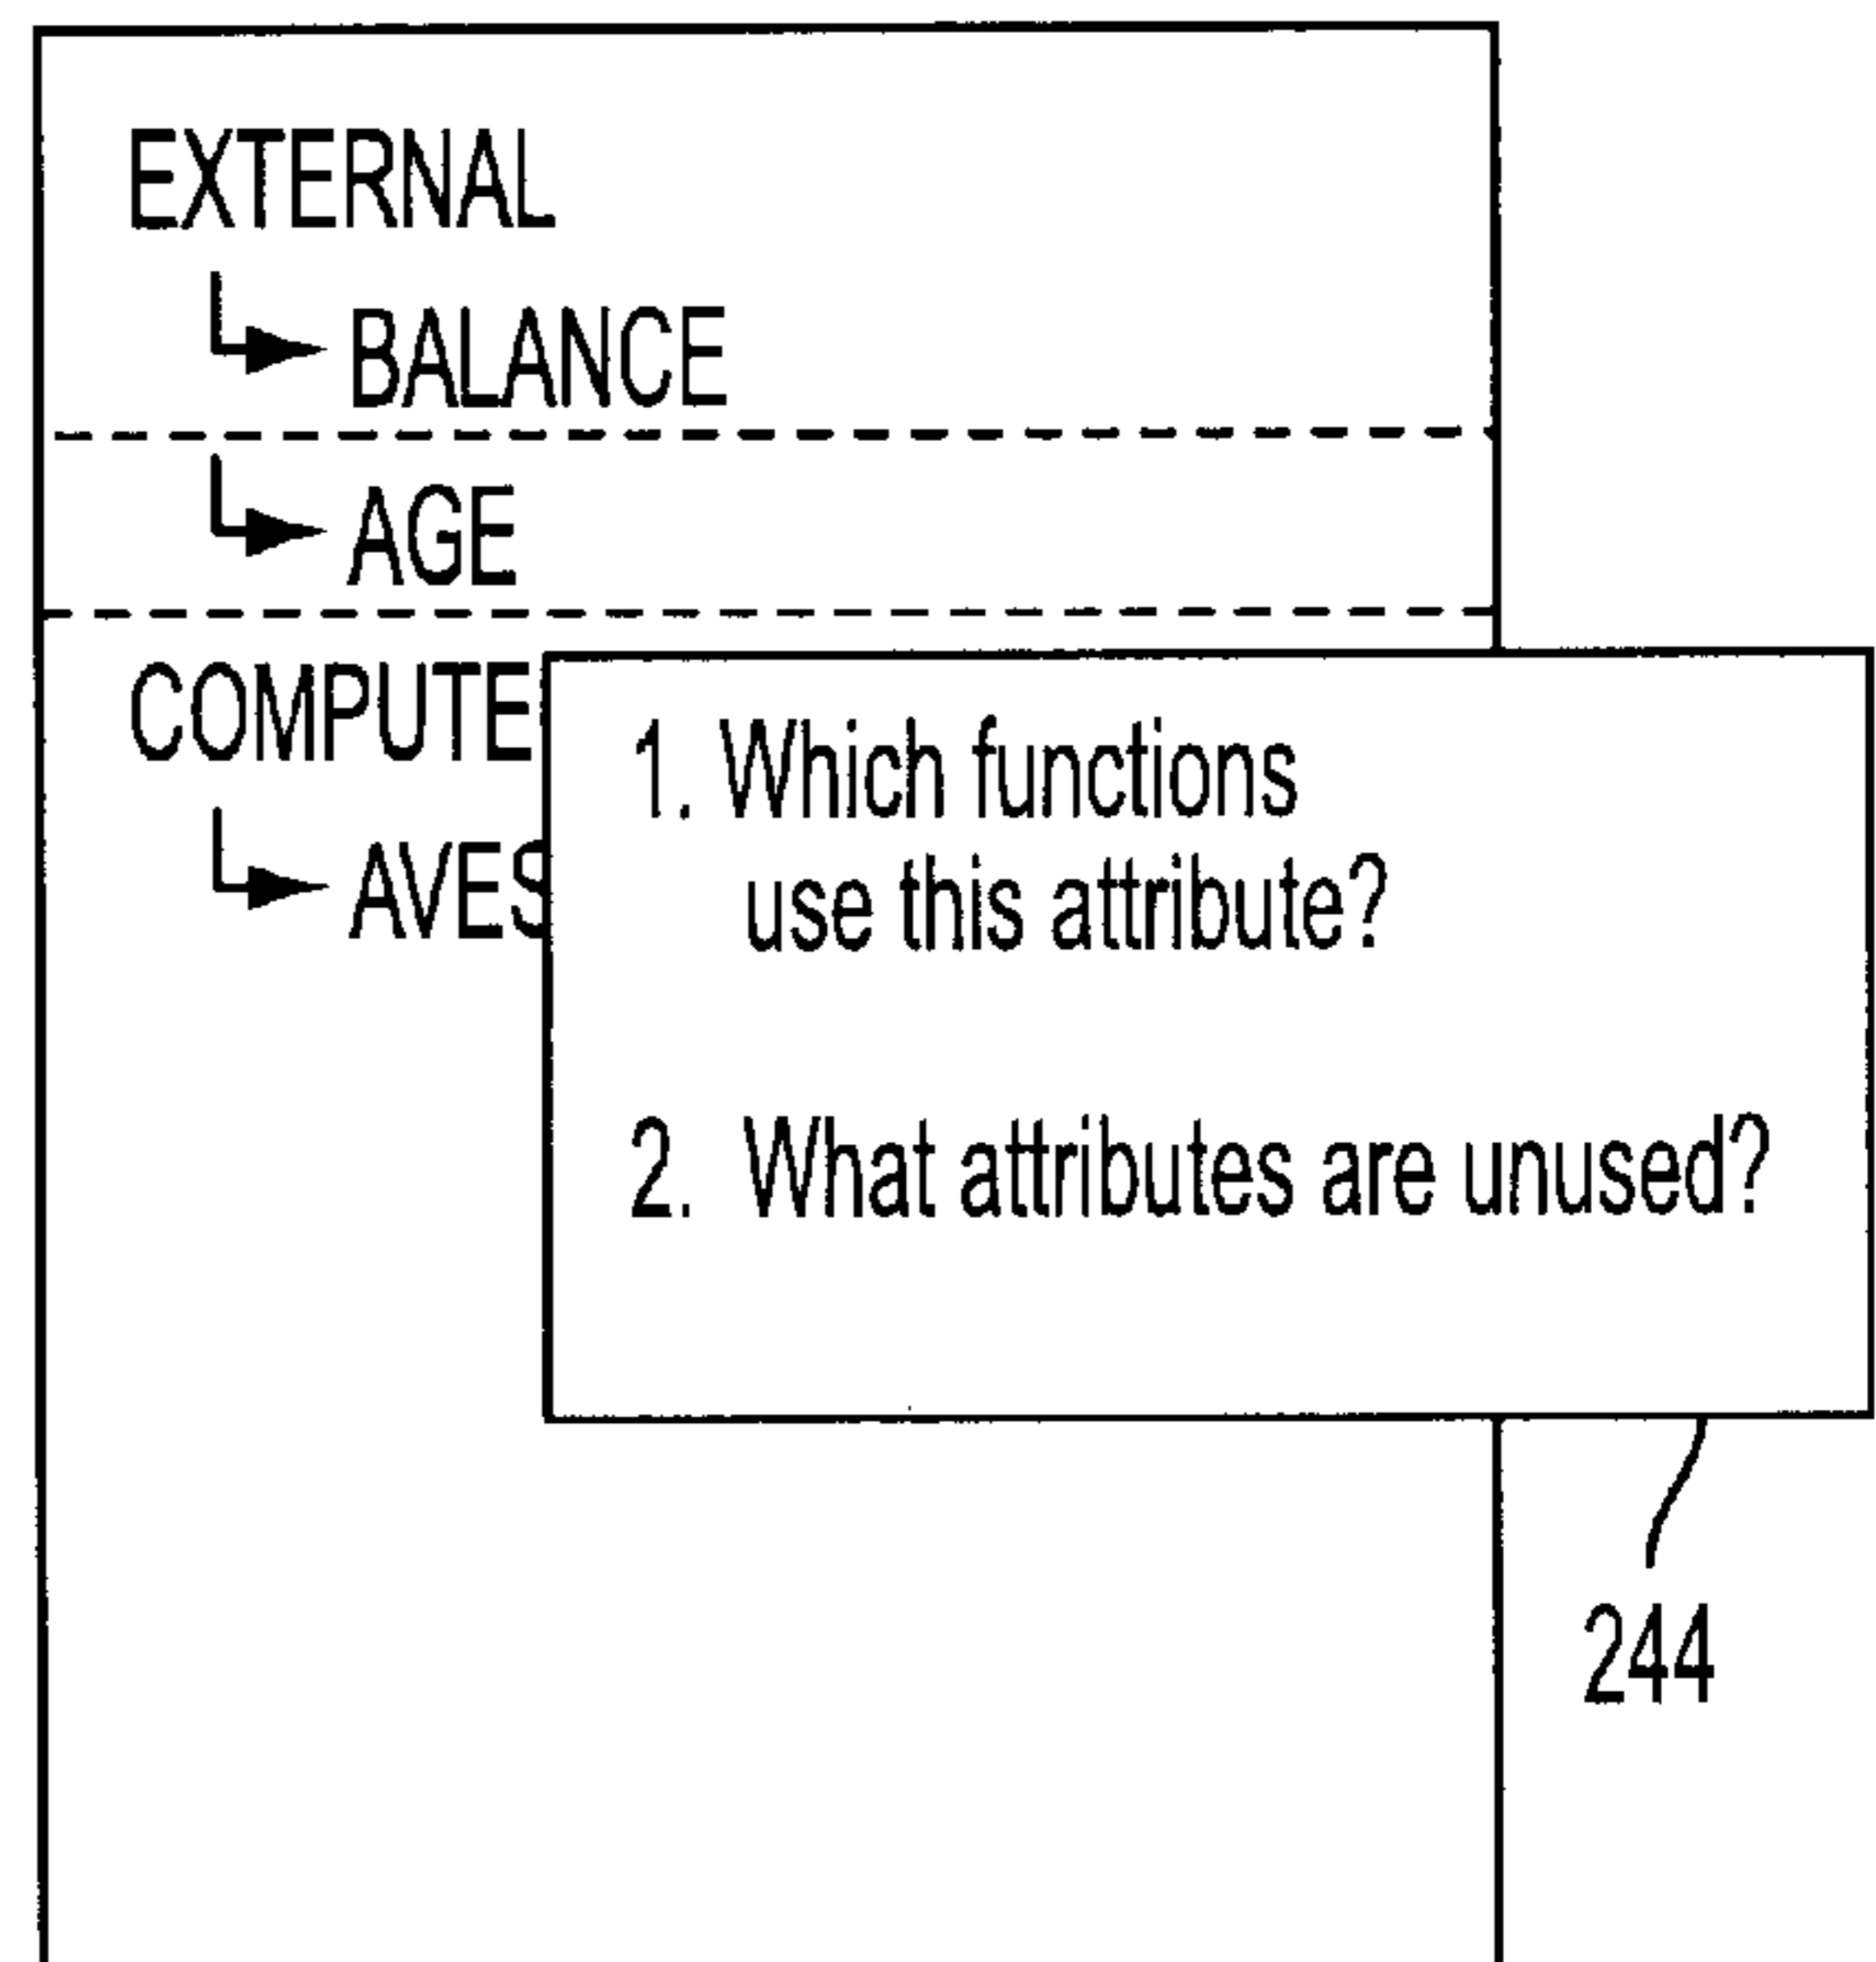 EXTERNAL
BALANCE
AGE
COMPUTE
AVES
1. Which functions
use this attribute?
2. What attributes are unused?
244